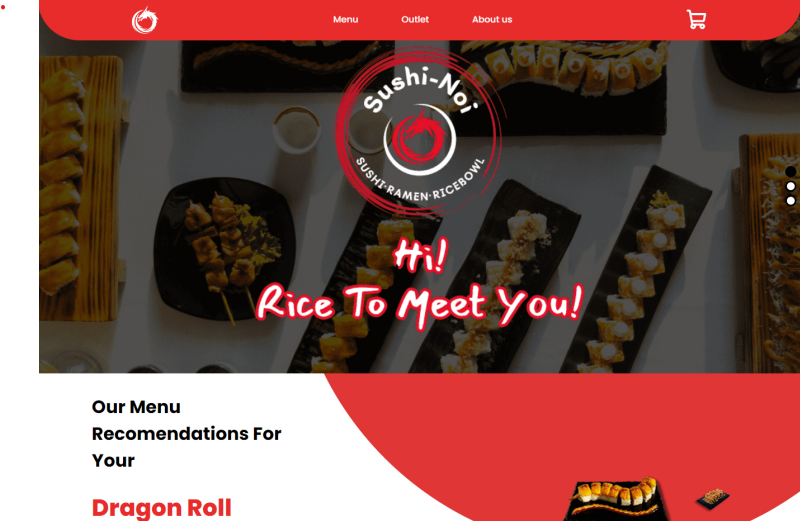 Menu
Outlet
About us
Sushi-Noi
SUSHI·RAMEN·RICEBOWL
Hi!
Rice To Meet You!
Our Menu
Recomendations For
Your
Dragon Roll